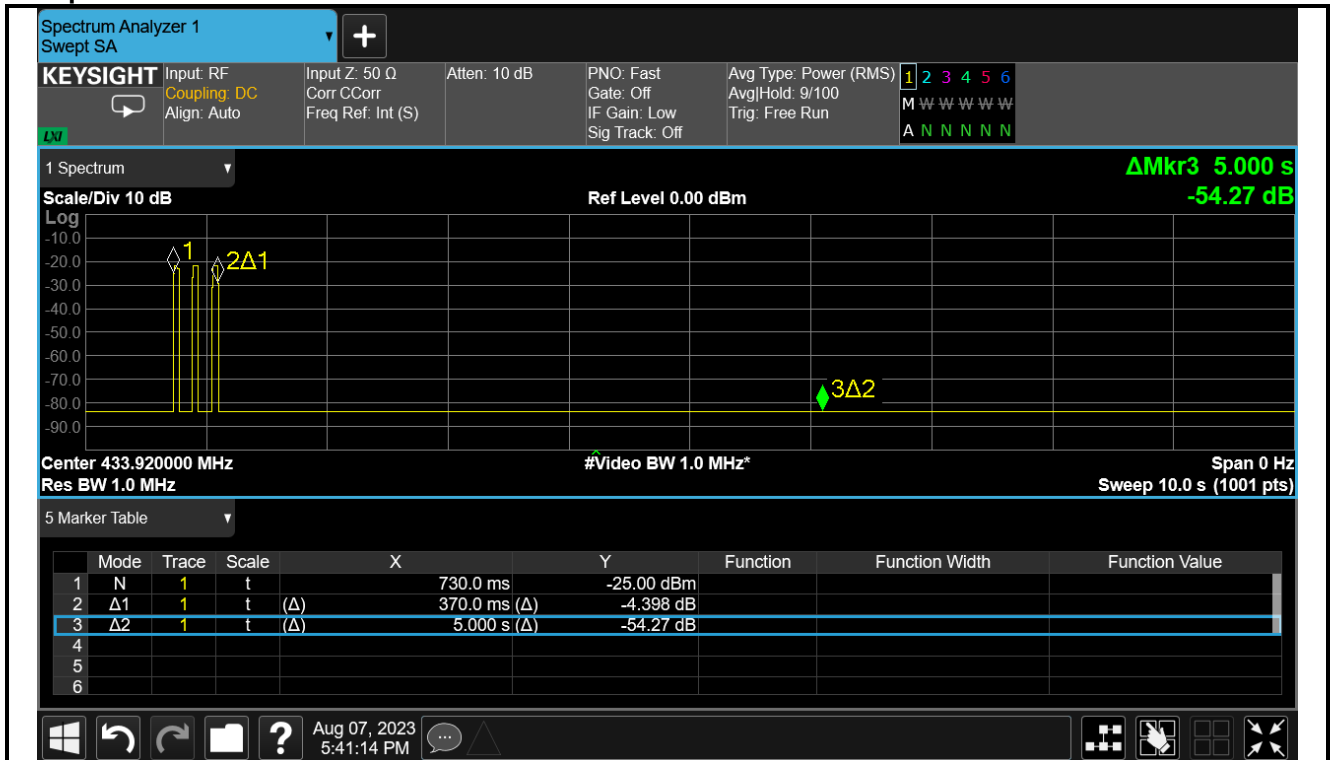 Spectrum Analyzer 1
Swept SA
+
KEYSIGHT Input: RF Input Z: 50 Ω Atten: 10 dB PNO: Fast Avg Type: Power (RMS) 1 2 3 4 5 6
Coupling: DC Corr CCorr Gate: Off Avg|Hold: 9/100 M W W W W W
Align: Auto Freq Ref: Int (S) IF Gain: Low Trig: Free Run
LXI Sig Track: Off A N N N N N
1 Spectrum ΔMkr3 5.000 s
Scale/Div 10 dB Ref Level 0.00 dBm -54.27 dB
Log
-10.0
1
-20.0 2Δ1
-30.0
-40.0
-50.0
-60.0
-70.0
3Δ2
-80.0
-90.0
Center 433.920000 MHz #Video BW 1.0 MHz* Span 0 Hz
Res BW 1.0 MHz Sweep 10.0 s (1001 pts)
5 Marker Table
Mode Trace Scale X Y Function Function Width Function Value
1 N 1 t 730.0 ms -25.00 dBm
2 Δ1 1 t (Δ) 370.0 ms (Δ) -4.398 dB
3 Δ2 1 t (Δ) 5.000 s (Δ) -54.27 dB
4
5
6
? Aug 07, 2023
5:41:14 PM